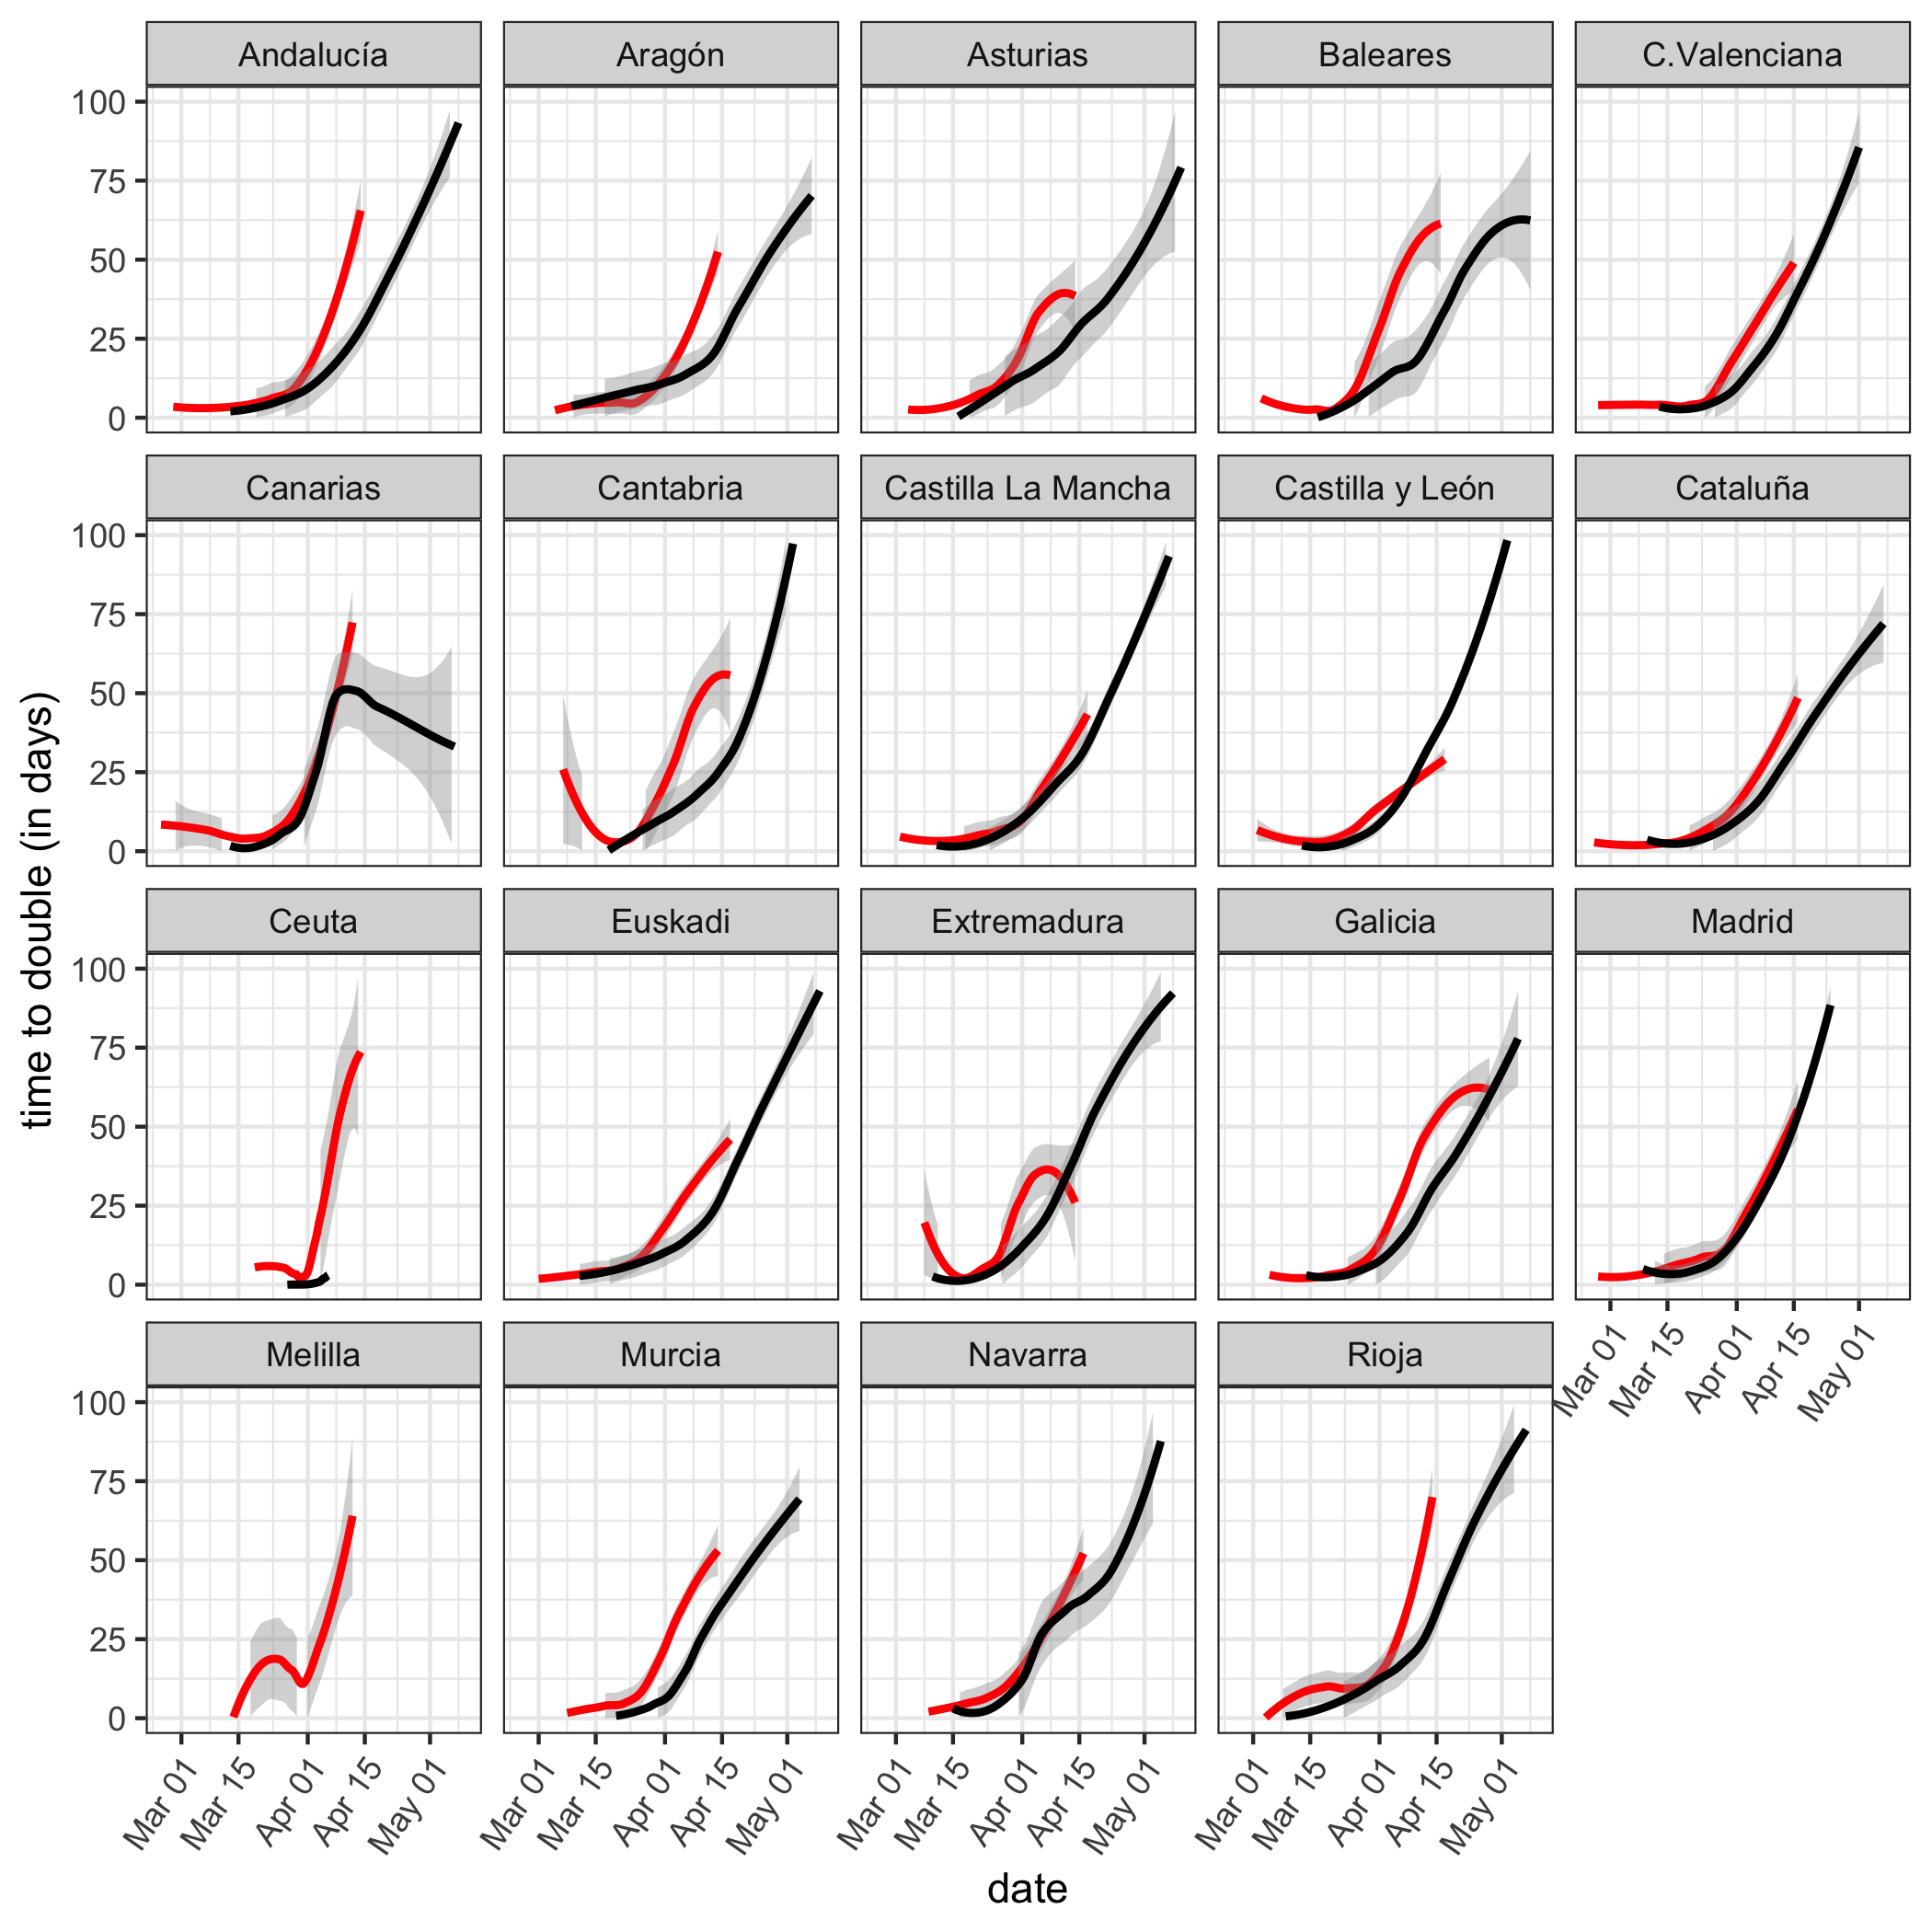 Andalucía
Aragón
Asturias
Baleares
C.Valenciana
100
75
50
25
0
Canarias
Cantabria
Castilla La Mancha
Castilla y León
Cataluña
100
75
50
25
0
time to double (in days)
Ceuta
Euskadi
Extremadura
Galicia
Madrid
100
75
50
25
0
Mar 01
Mar 15
Apr 01
Apr 15
May 01
Melilla
Murcia
Navarra
Rioja
100
75
50
25
0
Mar 01
Mar 15
Apr 01
Apr 15
May 01
Mar 01
Mar 15
Apr 01
Apr 15
May 01
Mar 01
Mar 15
Apr 01
Apr 15
May 01
Mar 01
Mar 15
Apr 01
Apr 15
May 01
date